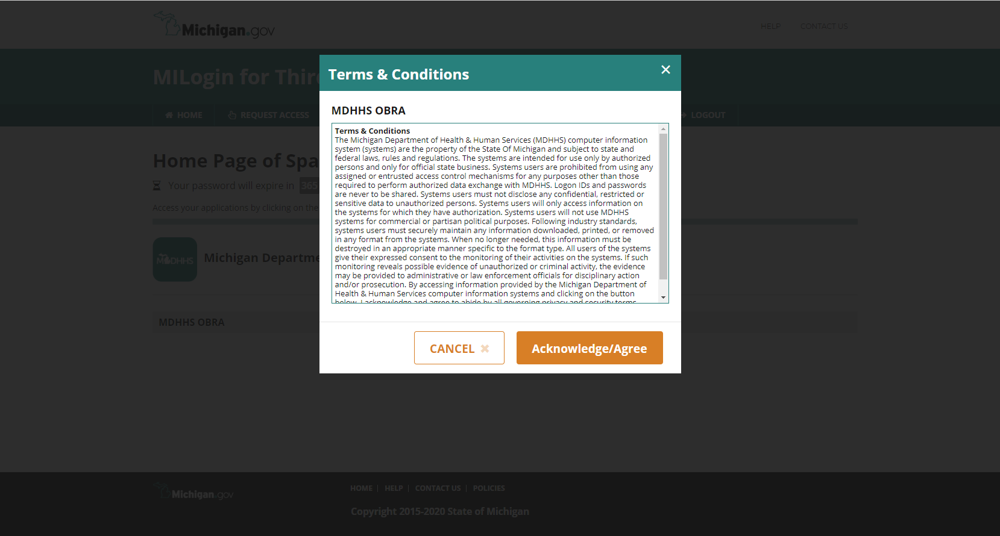 Michigan.gov
HELP CONTACT US
MILogin for Third
HOME REQUEST ACCESS LOGOUT
Terms & Conditions
MDHHS OBRA
Terms & Conditions
The Michigan Department of Health & Human Services (MDHHS) computer information
system (systems) are the property of the State Of Michigan and subject to state and
federal laws, rules and regulations. The systems are intended for use only by authorized
persons and only for official state business. Systems users are prohibited from using any
assigned or entrusted access control mechanisms for any purposes other than those
required to perform authorized data exchange with MDHHS. Logon IDs and passwords
are never to be shared. Systems users must not disclose any confidential, restricted or
sensitive data to unauthorized persons. Systems users will only access information on
the systems for which they have authorization. Systems users will not use MDHHS
systems for commercial or partisan political purposes. Following industry standards,
systems users must securely maintain any information downloaded, printed, or removed
in any format from the systems. When no longer needed, this information must be
destroyed in an appropriate manner specific to the format type. All users of the systems
give their expressed consent to the monitoring of their activities on the systems. If such
monitoring reveals possible evidence of unauthorized or criminal activity, the evidence
may be provided to administrative or law enforcement officials for disciplinary action
and/or prosecution. By accessing information provided by the Michigan Department of
Health & Human Services computer information systems and clicking on the button
below, I acknowledge and agree to abide by all governing privacy and security terms,
CANCEL
Acknowledge/Agree
Home Page of Spa
Your password will expire in 365
Access your applications by clicking on the
MDHHS
Michigan Departme
MDHHS OBRA
Michigan.gov
HOME | HELP | CONTACT US | POLICIES
Copyright 2015-2020 State of Michigan